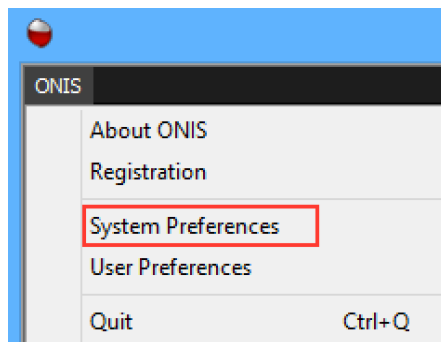 ONIS
About ONIS
Registration
System Preferences
User Preferences
Quit Ctrl+Q